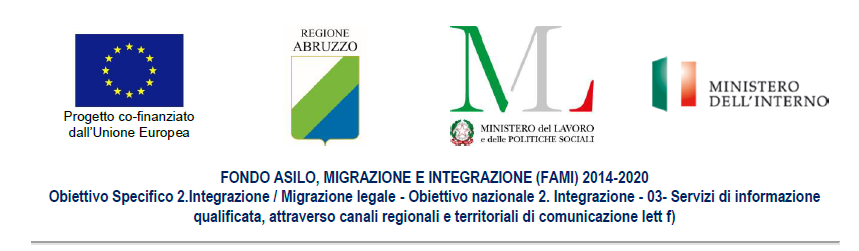 REGIONE
ABRUZZO
Progetto co-finanziato
dall'Unione Europea
ML
MINISTERO del LAVORO
e delle POLITICHE SOCIALI
MINISTERO
DELL'INTERNO
FONDO ASILO, MIGRAZIONE E INTEGRAZIONE (FAMI) 2014-2020
Obiettivo Specifico 2.Integrazione / Migrazione legale - Obiettivo nazionale 2. Integrazione - 03- Servizi di informazione
qualificata, attraverso canali regionali e territoriali di comunicazione lett f)